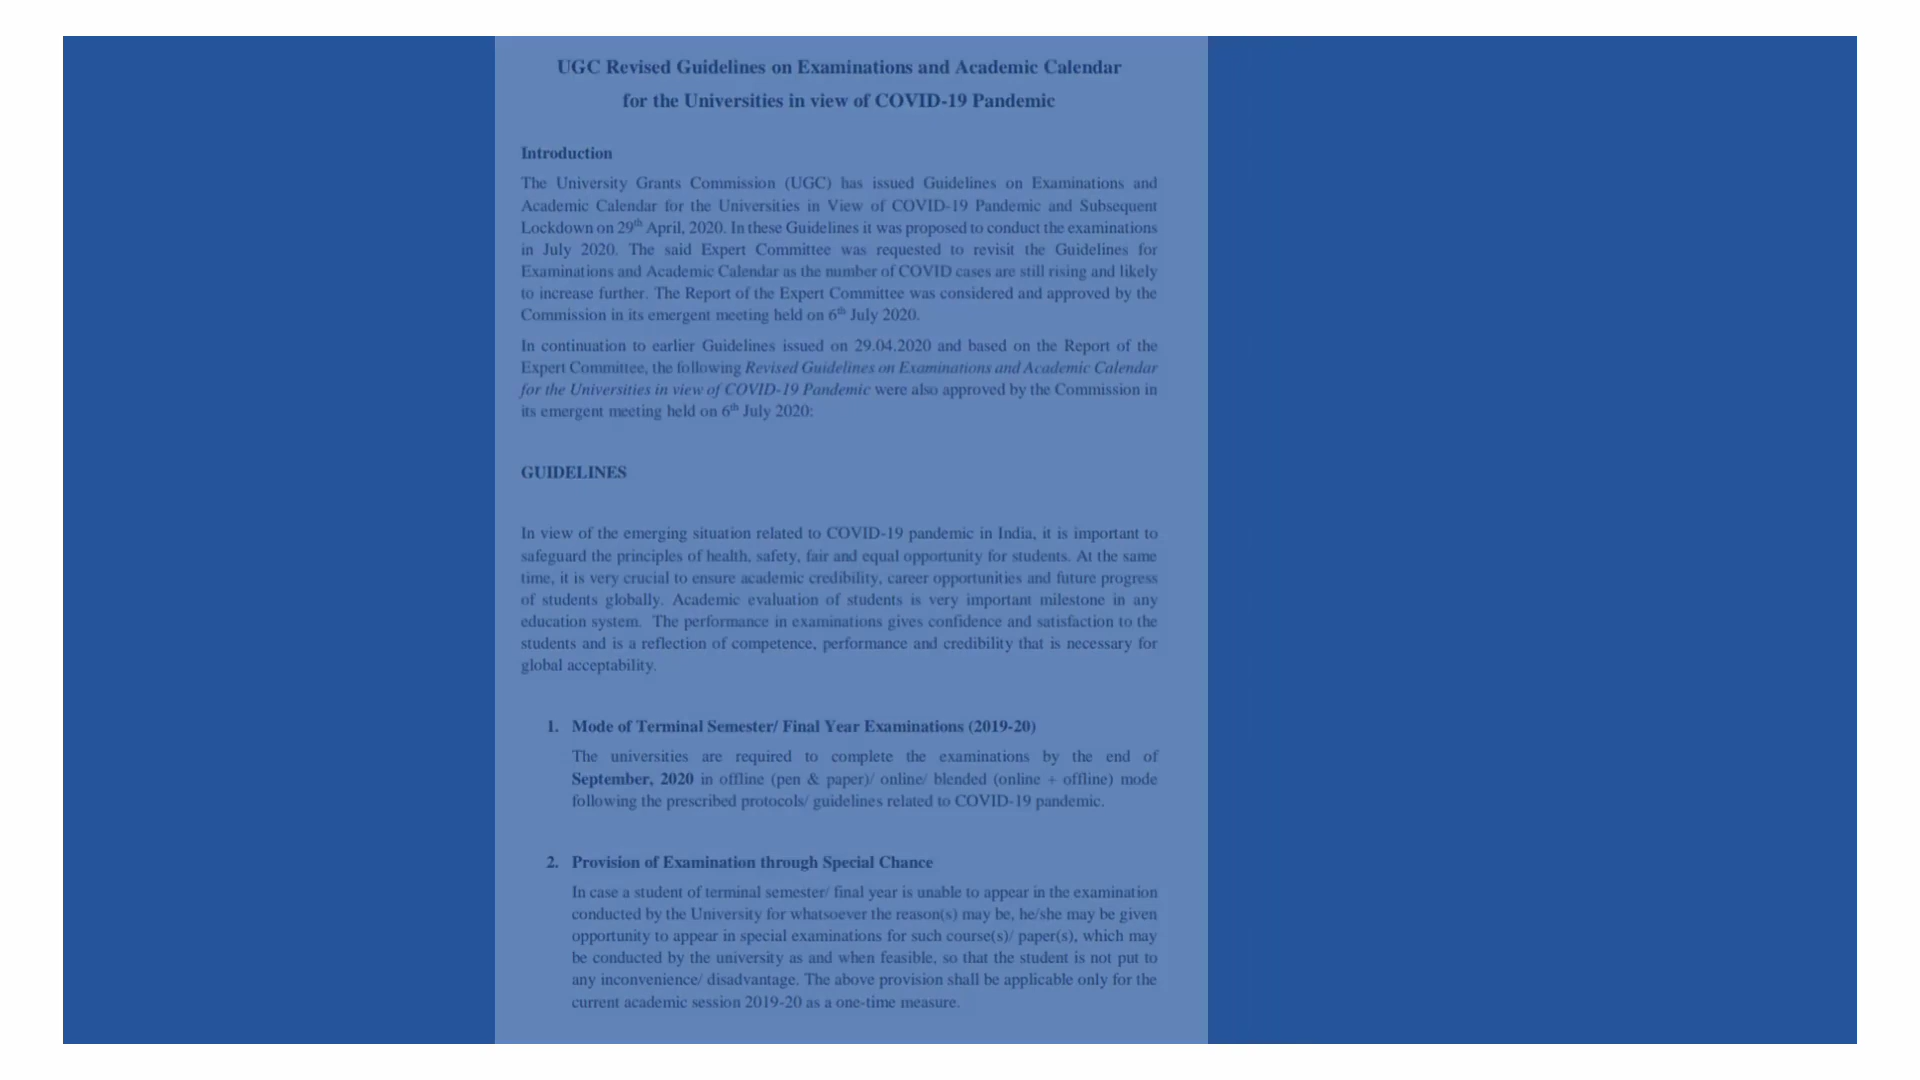 UGC Revised Guidelines on Examinations and Academic Calendar
for the Universities in view of COVID-19 Pandemic
Introduction
The University Grants Commission (UGC) has issued Guidelines on Examinations and
Academic Calendar for the Universities in View of COVID-19 Pandemic and Subsequent
Lockdown on 29th April, 2020. In these Guidelines it was proposed to conduct the examinations
in July 2020. The said Expert Committee was requested to revisit the Guidelines for
Examinations and Academic Calendar as the number of COVID cases are still rising and likely
to increase further. The Report of the Expert Committee was considered and approved by the
Commission in its emergent meeting held on 6th July 2020.
In continuation to earlier Guidelines issued on 29.04.2020 and based on the Report of the
Expert Committee, the following Revised Guidelines on Examinations and Academic Calendar
for the Universities in view of COVID-19 Pandemic were also approved by the Commission in
its emergent meeting held on 6th July 2020:
GUIDELINES
In view of the emerging situation related to COVID-19 pandemic in India, it is important to
safeguard the principles of health, safety, fair and equal opportunity for students. At the same
time, it is very crucial to ensure academic credibility, career opportunities and future progress
of students globally. Academic evaluation of students is very important milestone in any
education system. The performance in examinations gives confidence and satisfaction to the
students and is a reflection of competence, performance and credibility that is necessary for
global acceptability.
1. Mode of Terminal Semester/ Final Year Examinations (2019-20)
The universities are required to complete the examinations by the end of
September, 2020 in offline (pen & paper)/ online/ blended (online + offline) mode
following the prescribed protocols/ guidelines related to COVID-19 pandemic.
2. Provision of Examination through Special Chance
In case a student of terminal semester/ final year is unable to appear in the examination
conducted by the University for whatsoever the reason(s) may be, he/she may be given
opportunity to appear in special examinations for such course(s)/ paper(s), which may
be conducted by the university as and when feasible, so that the student is not put to
any inconvenience/ disadvantage. The above provision shall be applicable only for the
current academic session 2019-20 as a one-time measure.